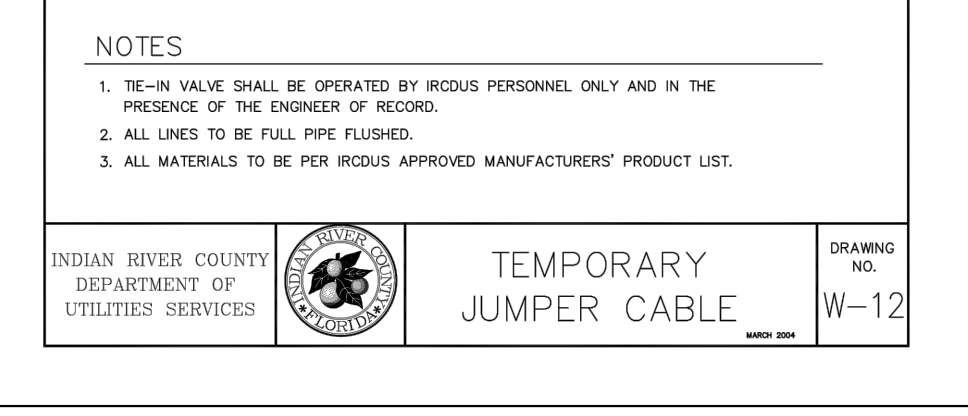 NOTES
1. TIE-IN VALVE SHALL BE OPERATED BY IRCDUS PERSONNEL ONLY AND IN THE
PRESENCE OF THE ENGINEER OF RECORD.
2. ALL LINES TO BE FULL PIPE FLUSHED.
3. ALL MATERIALS TO BE PER IRCDUS APPROVED MANUFACTURERS' PRODUCT LIST.
INDIAN RIVER COUNTY
DEPARTMENT OF
UTILITIES SERVICES
INDIAN RIVER COUNTY
*FLORIDA*
TEMPORARY
JUMPER CABLE
MARCH 2004
DRAWING
NO.
W-12